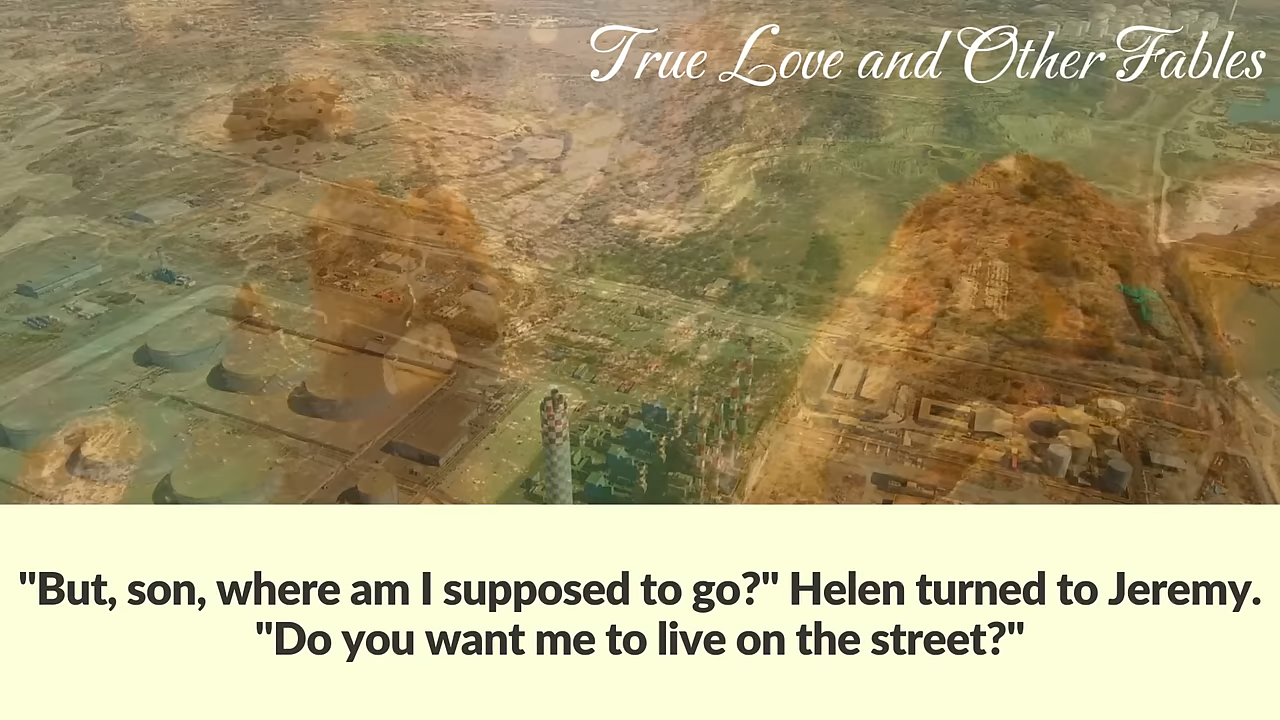 True Love and Other Fables
"But, son, where am I supposed to go?" Helen turned to Jeremy.
"Do you want me to live on the street?"